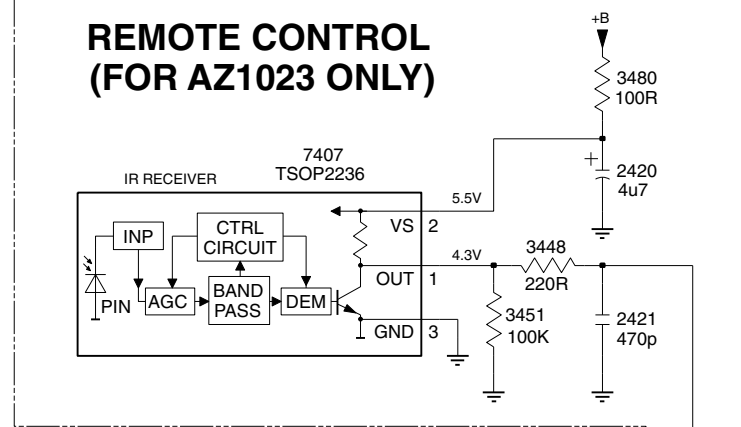 REMOTE CONTROL
(FOR AZ1023 ONLY)
+B
3480
100R
7407
TSOP2236
IR RECEIVER
+
2420
4u7
5.5V
VS 2
CTRL
CIRCUIT
INP
4.3V
3448
220R
OUT 1
PIN
AGC
BAND
PASS
DEM
3451
100K
2421
470p
GND 3